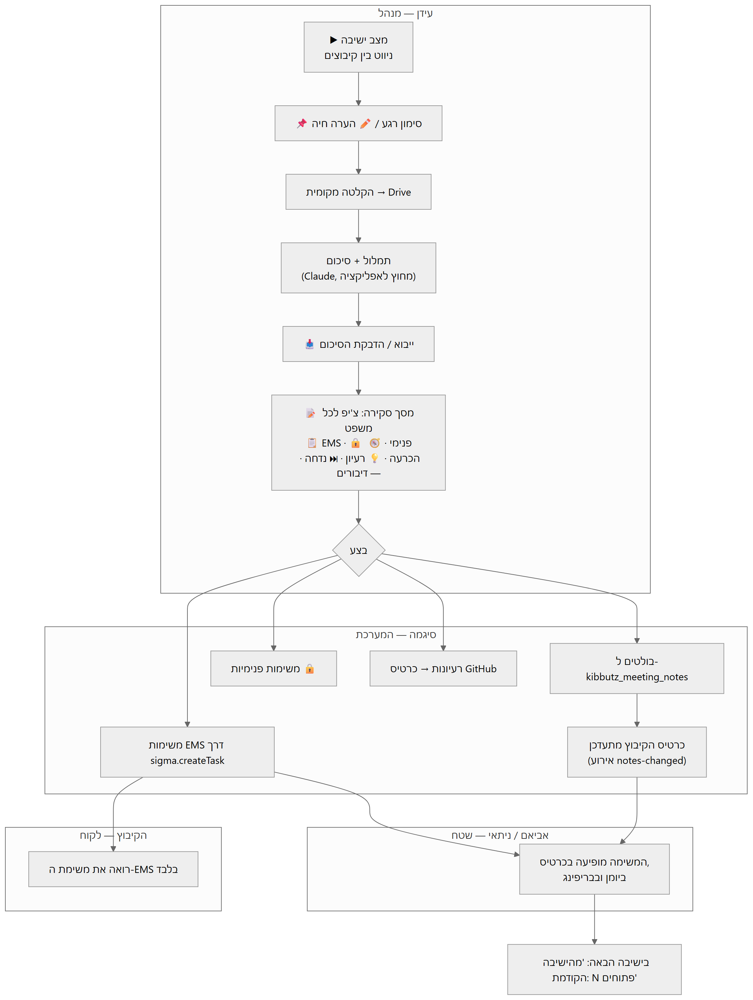 עידן — מנהל
▶ מצב ישיבה
ניווט בין קיבוצים
📌 סימון רגע / ✏️ הערה חיה
הקלטה מקומית → Drive
תמלול + סיכום
(Claude, מחוץ לאפליקציה)
📥 ייבוא / הדבקת הסיכום
📝 מסך סקירה: צ'יפ לכל
משפט
📋 EMS · 🔒 פנימי · 🧭
הכרעה · 💡 רעיון · ⏭ נדחה ·
— דיבורים
בצע
סיגמה — המערכת
משימות פנימיות 🔒
רעיונות → כרטיס GitHub
בולטים ל-
kibbutz_meeting_notes
משימות EMS דרך
sigma.createTask
כרטיס הקיבוץ מתעדכן
(אירוע notes-changed)
הקיבוץ — לקוח
רואה את משימת ה-EMS בלבד
אביאם / ניתאי — שטח
המשימה מופיעה בכרטיס,
ביומן ובבריפינג
בישיבה הבאה: 'מהישיבה
הקודמת: N פתוחים'